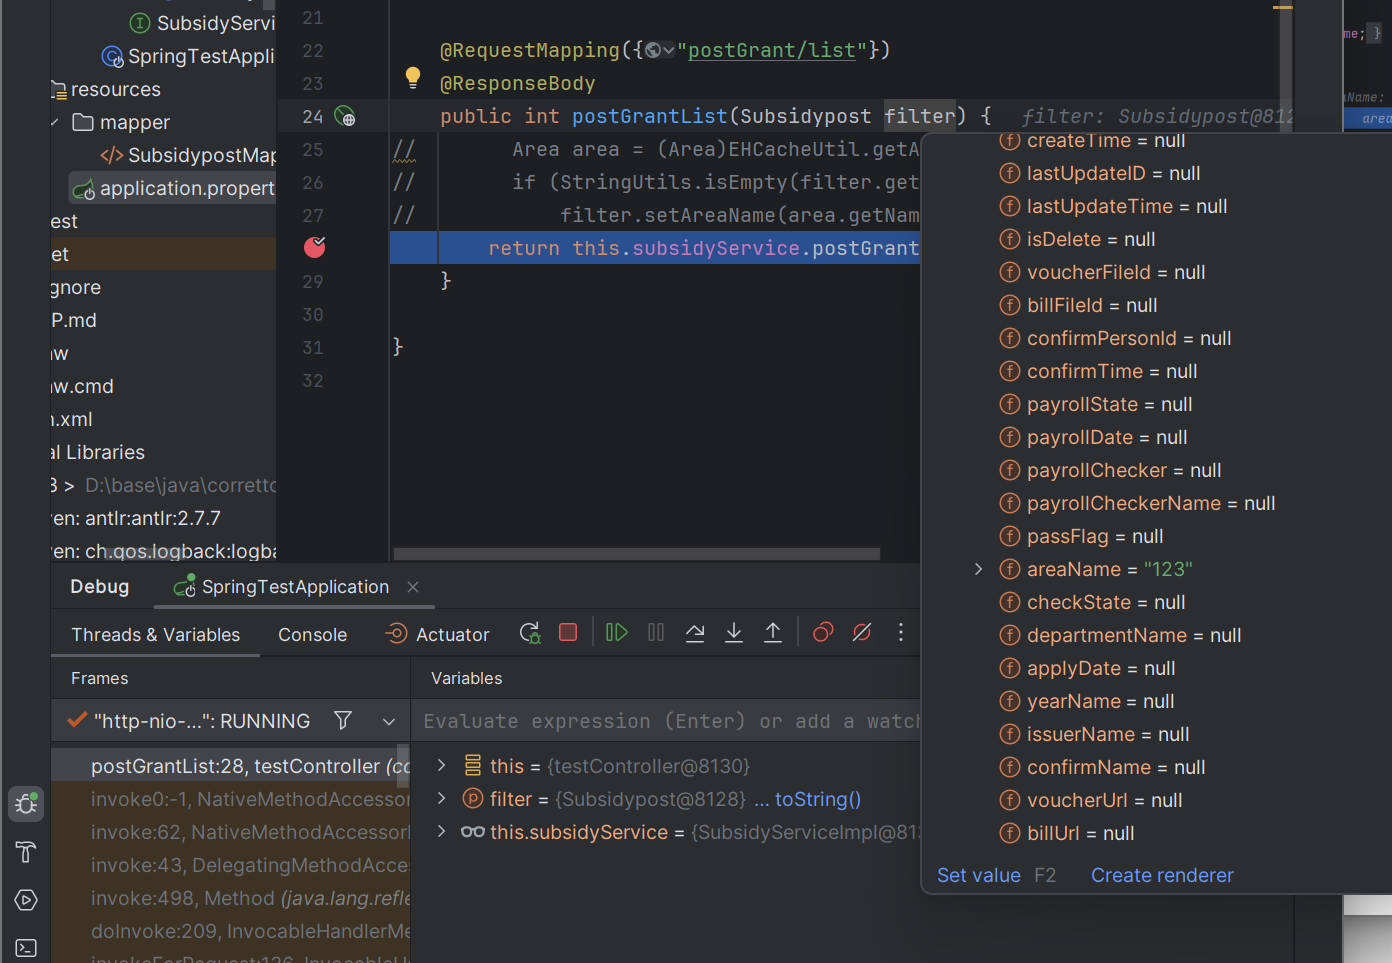 SubsidyServi
SpringTestAppli
resources
mapper
SubsidypostMap
application.propert
est
et
gnore
P.md
w
w.cmd
n.xml
al Libraries
> D:\base\java\corretto
en: antlr:antlr:2.7.7
en: ch.qos.logback:logba
21
22 @RequestMapping({"postGrant/list"})
23 @ResponseBody
24 public int postGrantList(Subsidypost filter) { filter: Subsidypost@812
25 // Area area = (Area)EHCacheUtil.getA
26 // if (StringUtils.isEmpty(filter.get
27 // filter.setAreaName(area.getNam
return this.subsidyService.postGrant
29 }
30
31 }
32
me; }
aName:
area
createTime = null
lastUpdateID = null
lastUpdateTime = null
isDelete = null
voucherFileId = null
billFileId = null
confirmPersonId = null
confirmTime = null
payrollState = null
payrollDate = null
payrollChecker = null
payrollCheckerName = null
passFlag = null
areaName = "123"
checkState = null
departmentName = null
applyDate = null
yearName = null
issuerName = null
confirmName = null
voucherUrl = null
billUrl = null
Set value F2 Create renderer
Debug SpringTestApplication
Threads & Variables Console Actuator
Frames
"http-nio-...": RUNNING
postGrantList:28, testController (co
invoke0:-1, NativeMethodAccessor
invoke:62, NativeMethodAccessor
invoke:43, DelegatingMethodAcce
invoke:498, Method (java.lang.refle
doInvoke:209, InvocableHandlerMe
invokeForRequest:136, InvocableH
Variables
Evaluate expression (Enter) or add a watch
this = {testController@8130}
filter = {Subsidypost@8128} ... toString()
this.subsidyService = {SubsidyServiceImpl@813